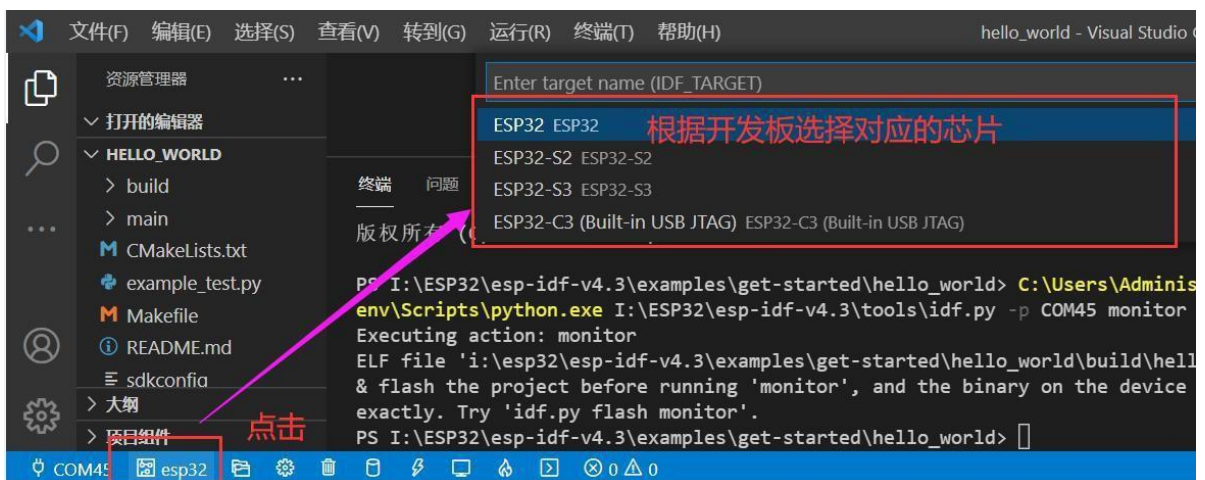 文件(F) 编辑(E) 选择(S) 查看(V) 转到(G) 运行(R) 终端(T) 帮助(H) hello_world - Visual Studio
资源管理器 ···
Enter target name (IDF_TARGET)
打开的编辑器
ESP32 ESP32
根据开发板选择对应的芯片
HELLO_WORLD
ESP32-S2 ESP32-S2
build
终端 问题
ESP32-S3 ESP32-S3
main
ESP32-C3 (Built-in USB JTAG) ESP32-C3 (Built-in USB JTAG)
版权所有 (
CMakeLists.txt
example_test.py
PS I:\ESP32\esp-idf-v4.3\examples\get-started\hello_world> C:\Users\Adminis
Makefile
env\Scripts\python.exe I:\ESP32\esp-idf-v4.3\tools\idf.py -p COM45 monitor
README.md
Executing action: monitor
ELF file 'i:\esp32\esp-idf-v4.3\examples\get-started\hello_world\build\hell
sdkconfig
& flash the project before running 'monitor', and the binary on the device
大纲
exactly. Try 'idf.py flash monitor'.
项目组件
点击
PS I:\ESP32\esp-idf-v4.3\examples\get-started\hello_world>
COM45 esp32 0 0